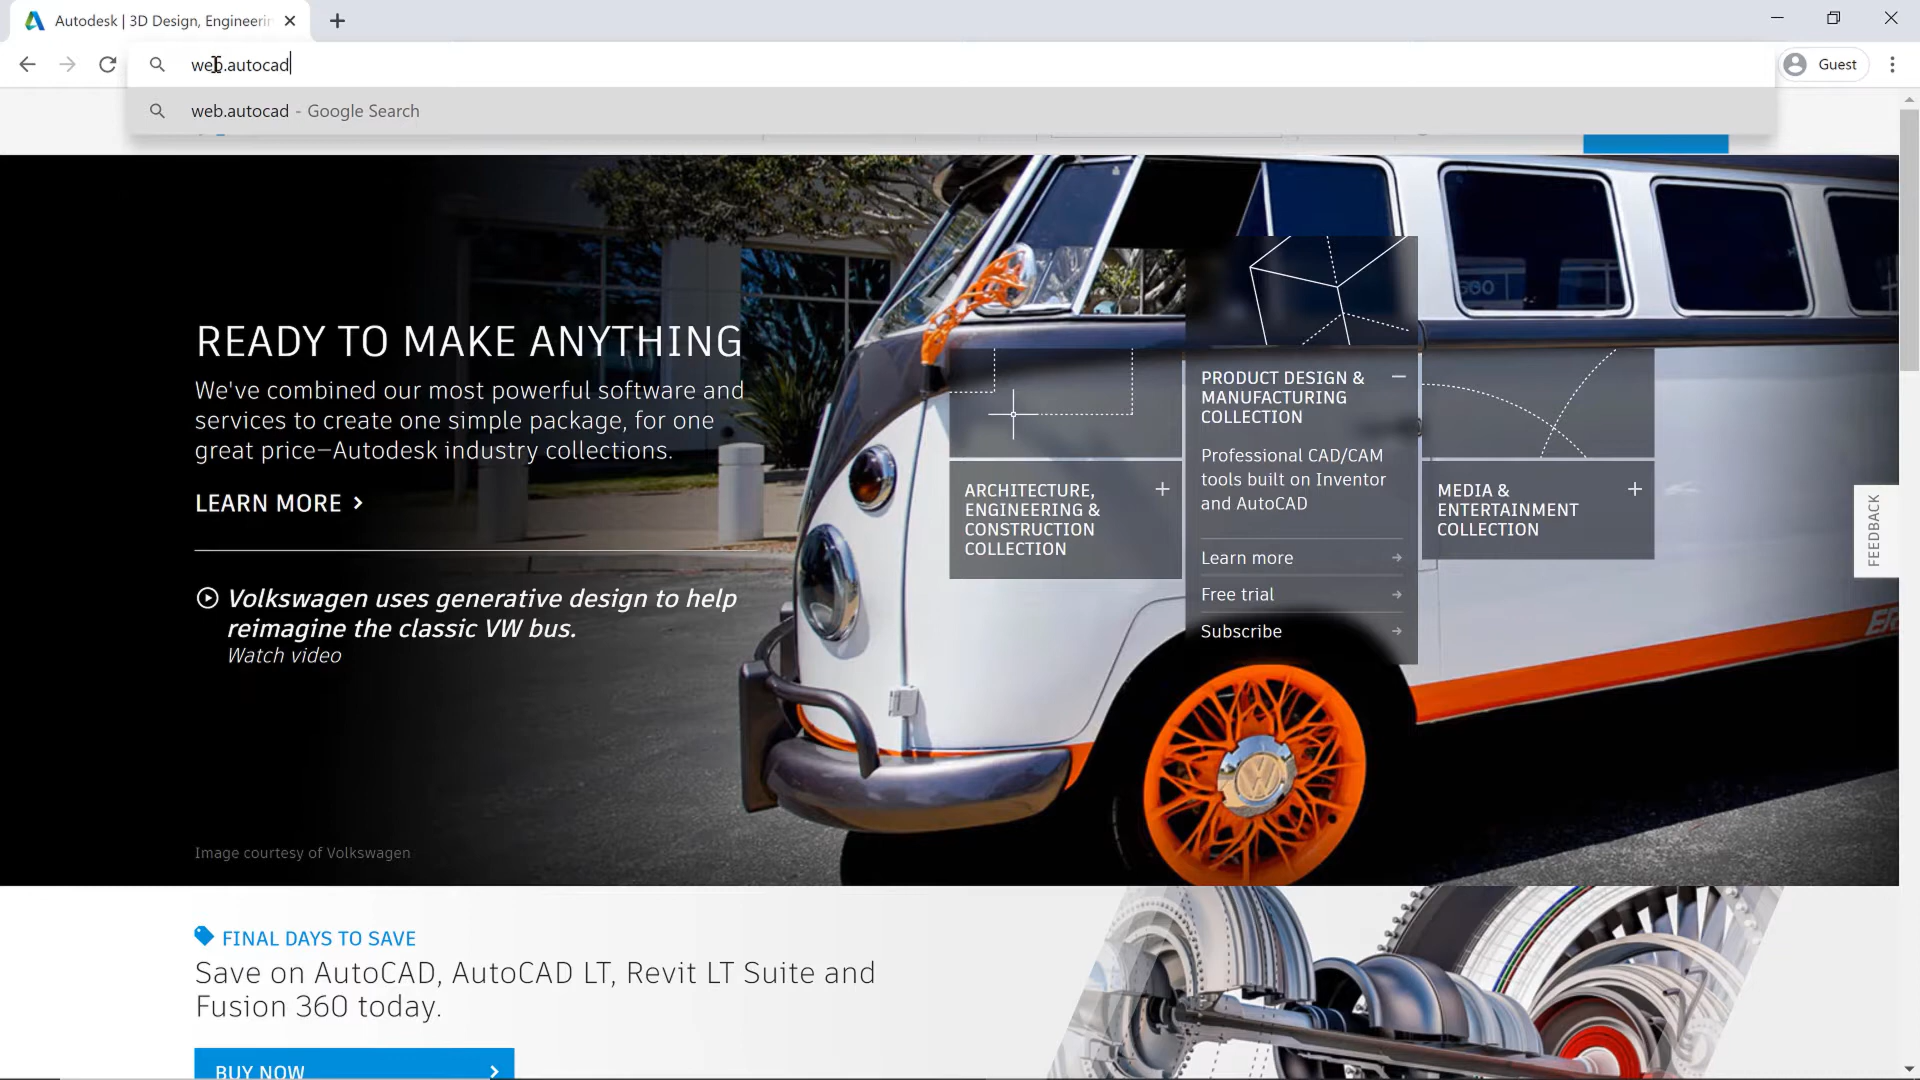 Autodesk | 3D Design, Engineerin
web.autocad
Guest
web.autocad - Google Search
READY TO MAKE ANYTHING
We've combined our most powerful software and
services to create one simple package, for one
great price—Autodesk industry collections.
LEARN MORE
Volkswagen uses generative design to help
reimagine the classic VW bus.
Watch video
Image courtesy of Volkswagen
ARCHITECTURE,
ENGINEERING &
CONSTRUCTION
COLLECTION
PRODUCT DESIGN &
MANUFACTURING
COLLECTION
Professional CAD/CAM
tools built on Inventor
and AutoCAD
Learn more
Free trial
Subscribe
MEDIA &
ENTERTAINMENT
COLLECTION
FEEDBACK
FINAL DAYS TO SAVE
Save on AutoCAD, AutoCAD LT, Revit LT Suite and
Fusion 360 today.
BUY NOW